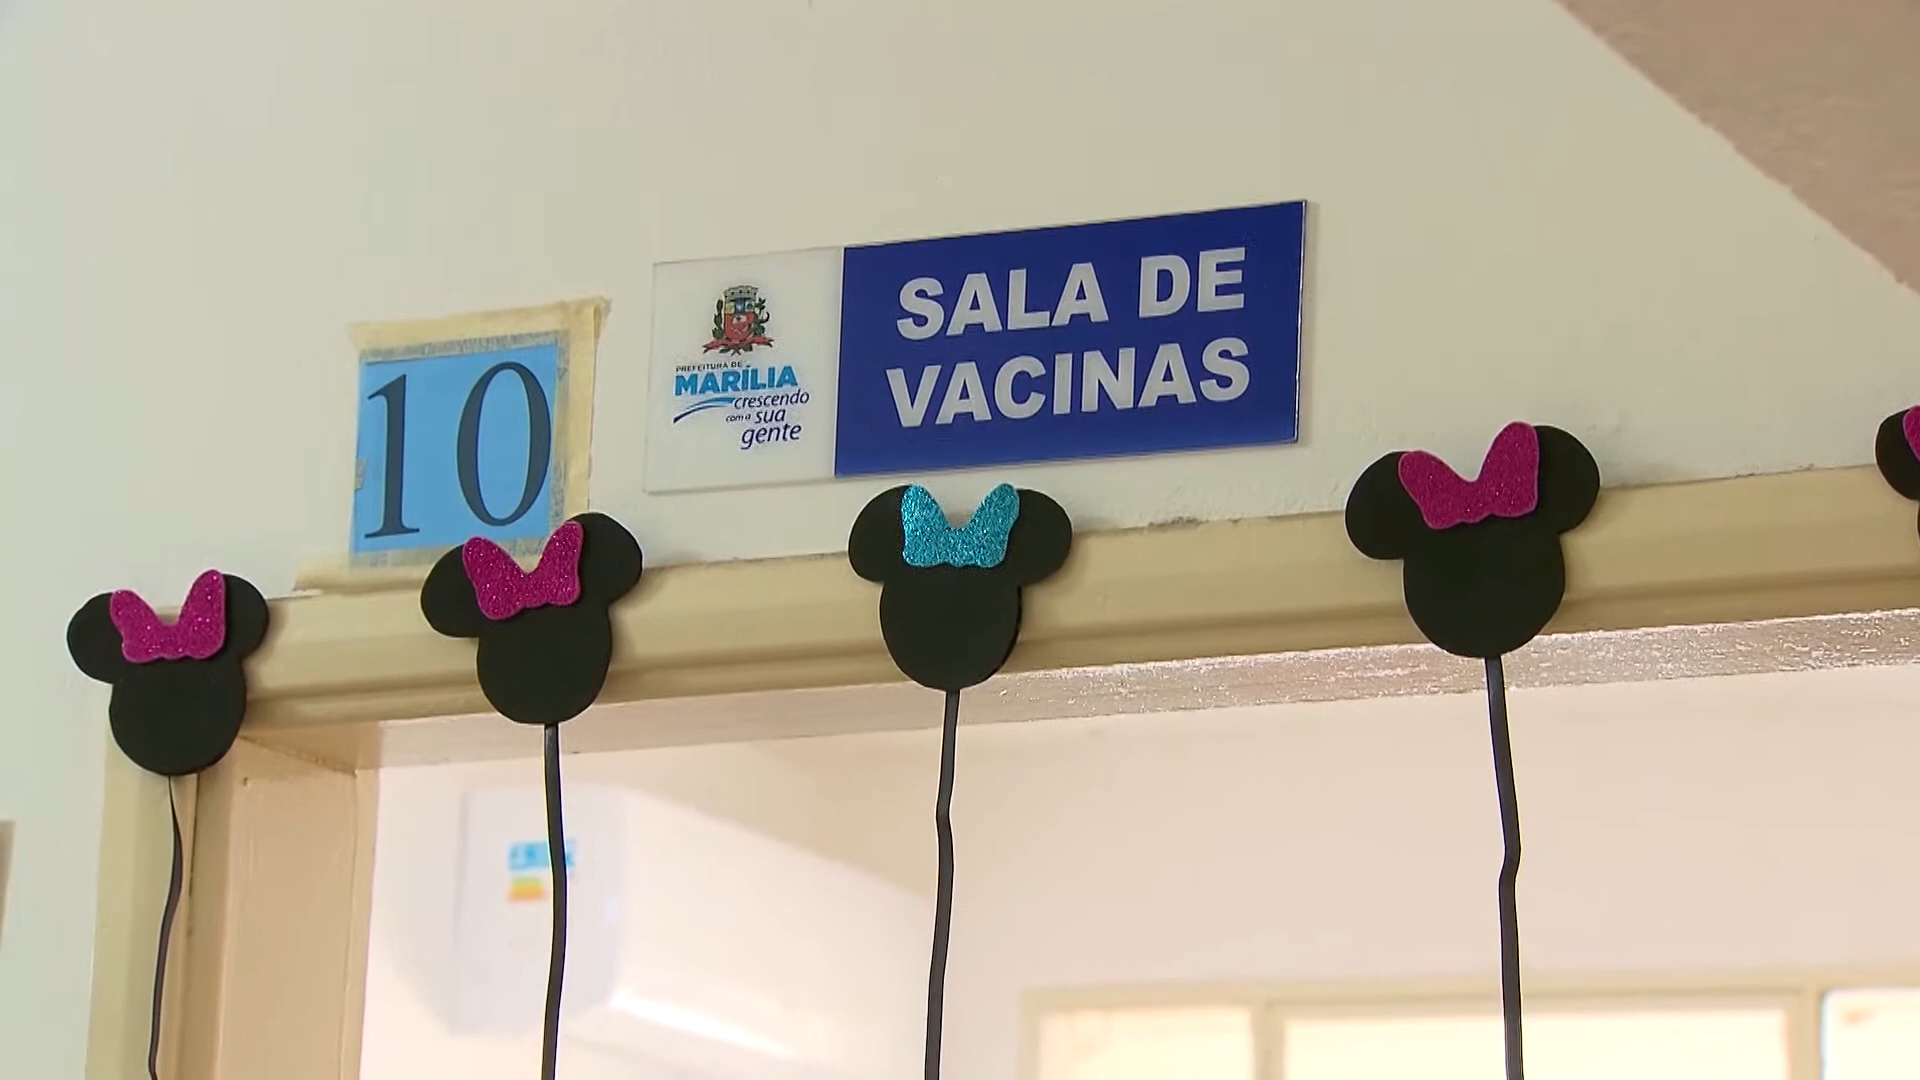 10
PREFEITURA DE
MARÍLIA
crescendo
com a sua
gente
SALA DE
VACINAS